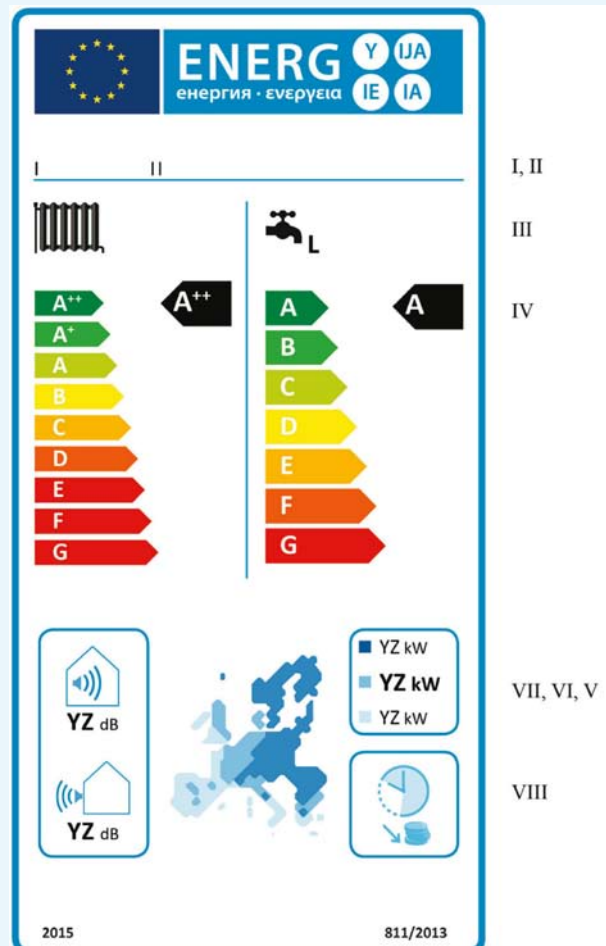 ENERG Y IJA
енергия · ενεργεια IE IA
I II I, II
III
L
A++ A++ A A IV
A+ B
A C
B D
C E
D F
E G
F
G
YZ kW
YZ kW
YZ kW
YZ dB
VII, VI, V
VIII
YZ dB
2015 811/2013